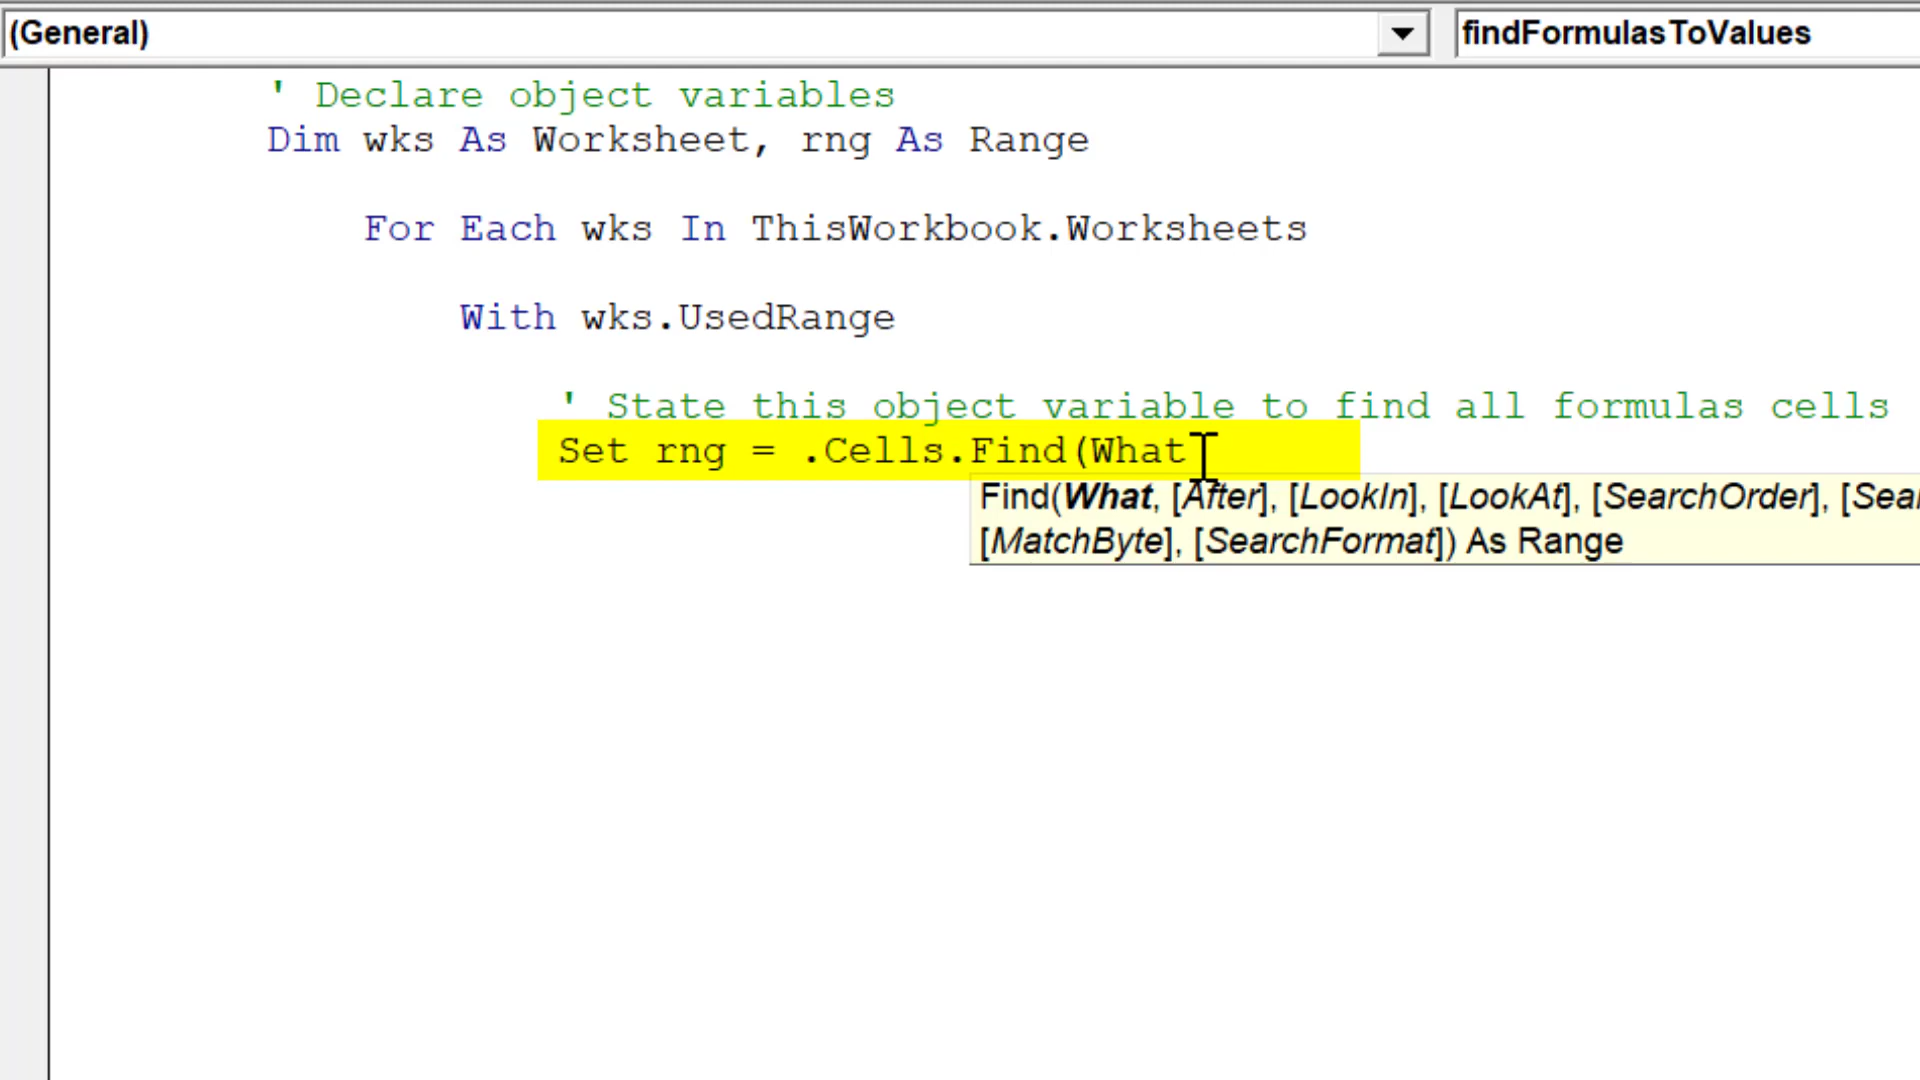 (General)
findFormulasToValues
' Declare object variables
Dim wks As Worksheet, rng As Range
For Each wks In ThisWorkbook.Worksheets
With wks.UsedRange
' State this object variable to find all formulas cells
Set rng = .Cells.Find(What
Find(What, [After], [LookIn], [LookAt], [SearchOrder], [Sear
[MatchByte], [SearchFormat]) As Range